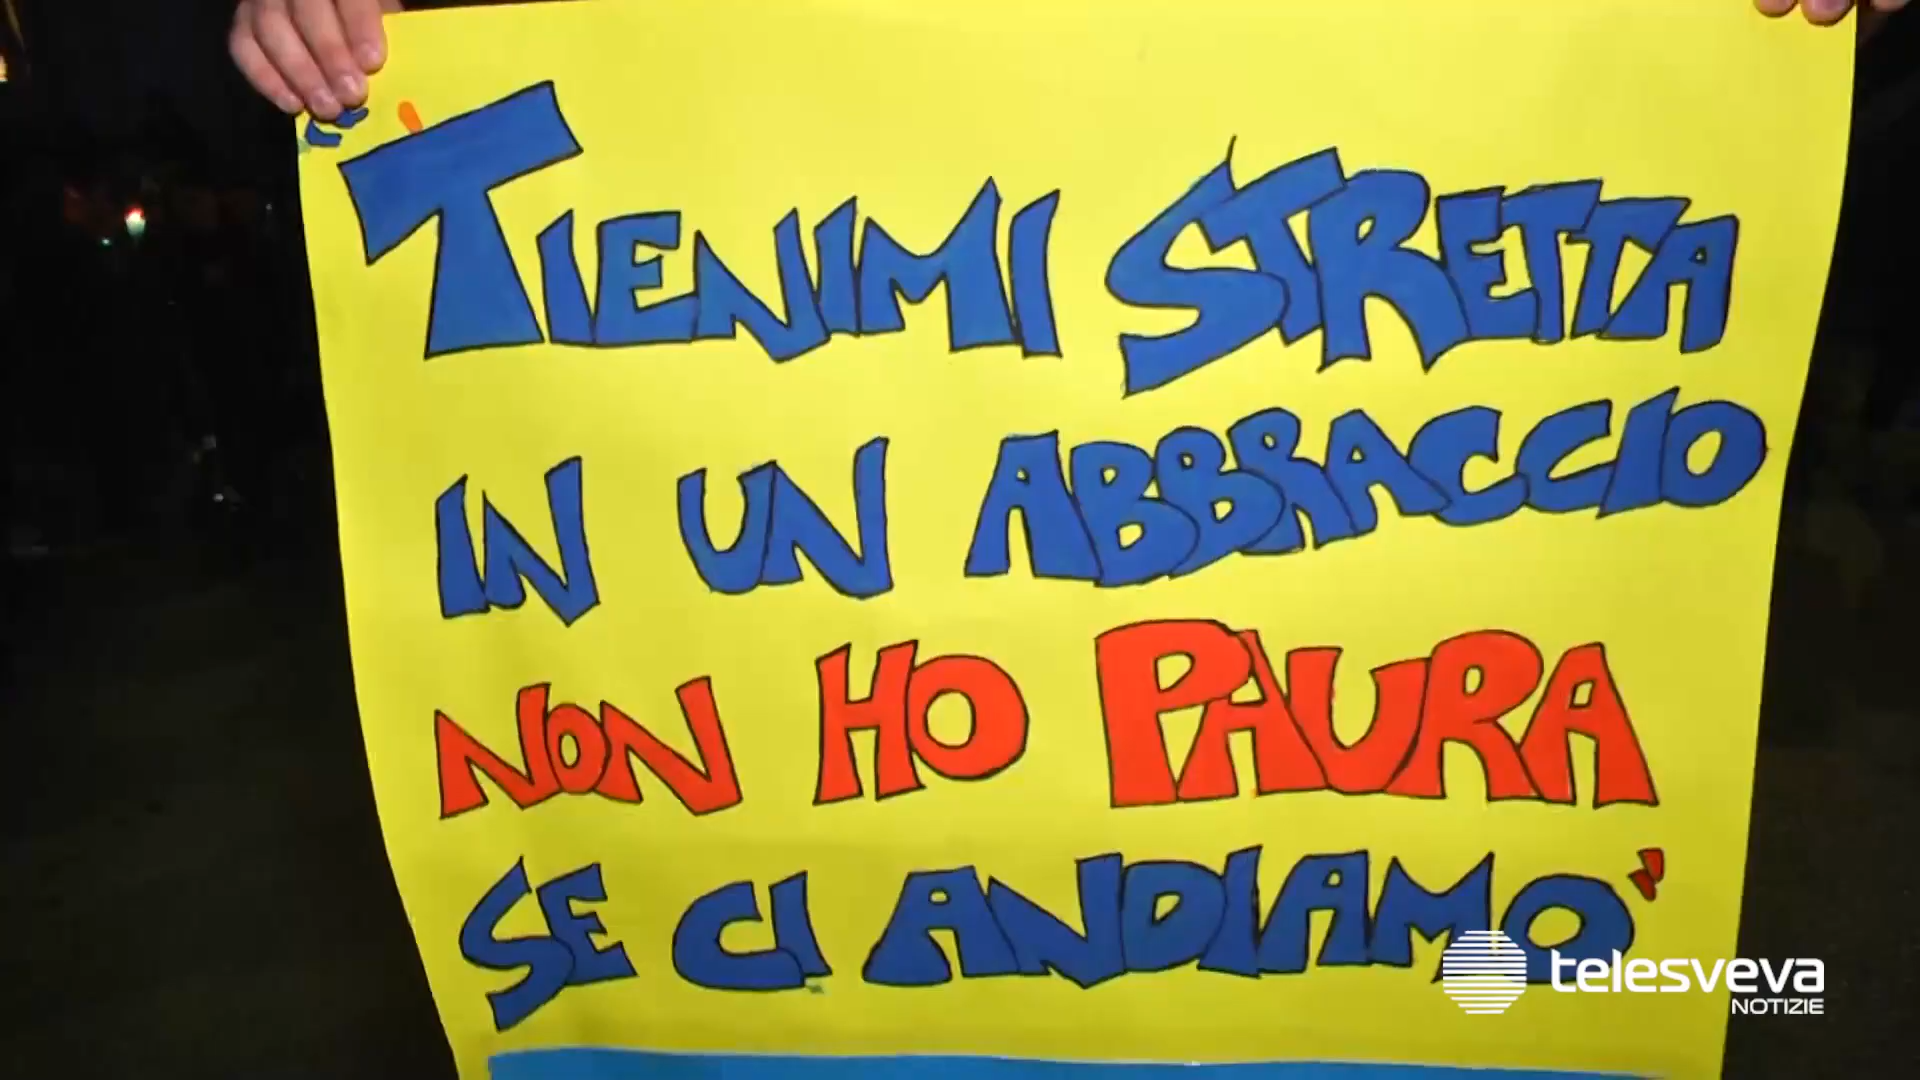 “TIENIMI STRETTA
IN UN ABBRACCIO
NON HO PAURA
SE CI ANDIAMO”
telesveva
NOTIZIE